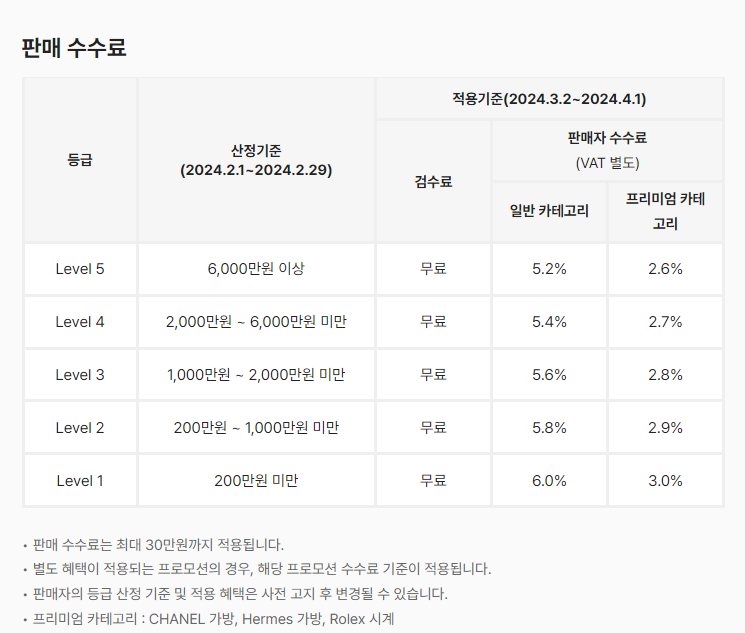 판매 수수료
등급
산정기준
(2024.2.1~2024.2.29)
적용기준(2024.3.2~2024.4.1)
검수료
판매자 수수료
(VAT 별도)
일반 카테고리
프리미엄 카테
고리
Level 5 6,000만원 이상 무료 5.2% 2.6%
Level 4 2,000만원 ~ 6,000만원 미만 무료 5.4% 2.7%
Level 3 1,000만원 ~ 2,000만원 미만 무료 5.6% 2.8%
Level 2 200만원 ~ 1,000만원 미만 무료 5.8% 2.9%
Level 1 200만원 미만 무료 6.0% 3.0%
• 판매 수수료는 최대 30만원까지 적용됩니다.
• 별도 혜택이 적용되는 프로모션의 경우, 해당 프로모션 수수료 기준이 적용됩니다.
• 판매자의 등급 산정 기준 및 적용 혜택은 사전 고지 후 변경될 수 있습니다.
• 프리미엄 카테고리 : CHANEL 가방, Hermes 가방, Rolex 시계